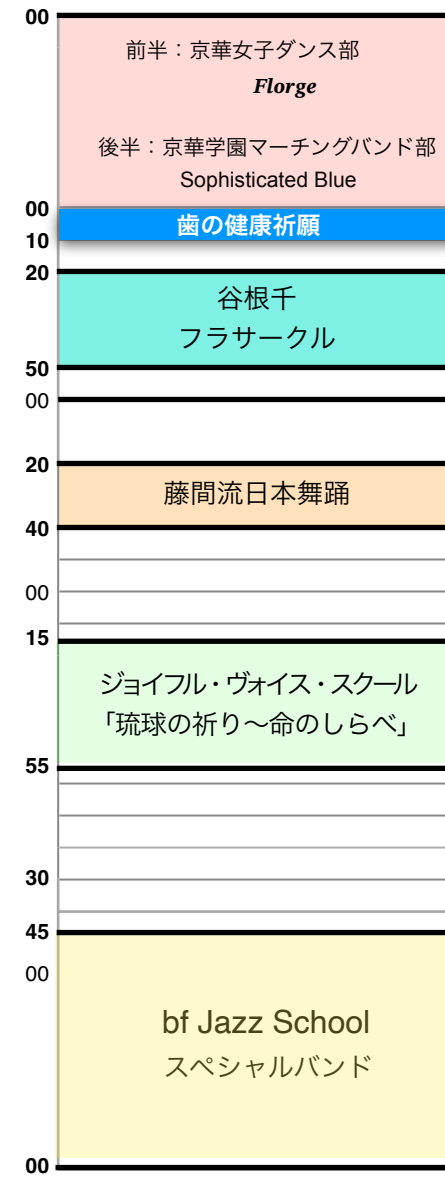 00
前半：京華女子ダンス部
Florge
後半：京華学園マーチングバンド部
Sophisticated Blue
00
歯の健康祈願
10
20
谷根千
フラサークル
50
00
20
藤間流日本舞踊
40
00
15
ジョイフル・ヴォイス・スクール
「琉球の祈り〜命のしらべ」
55
30
45
00
bf Jazz School
スペシャルバンド
00